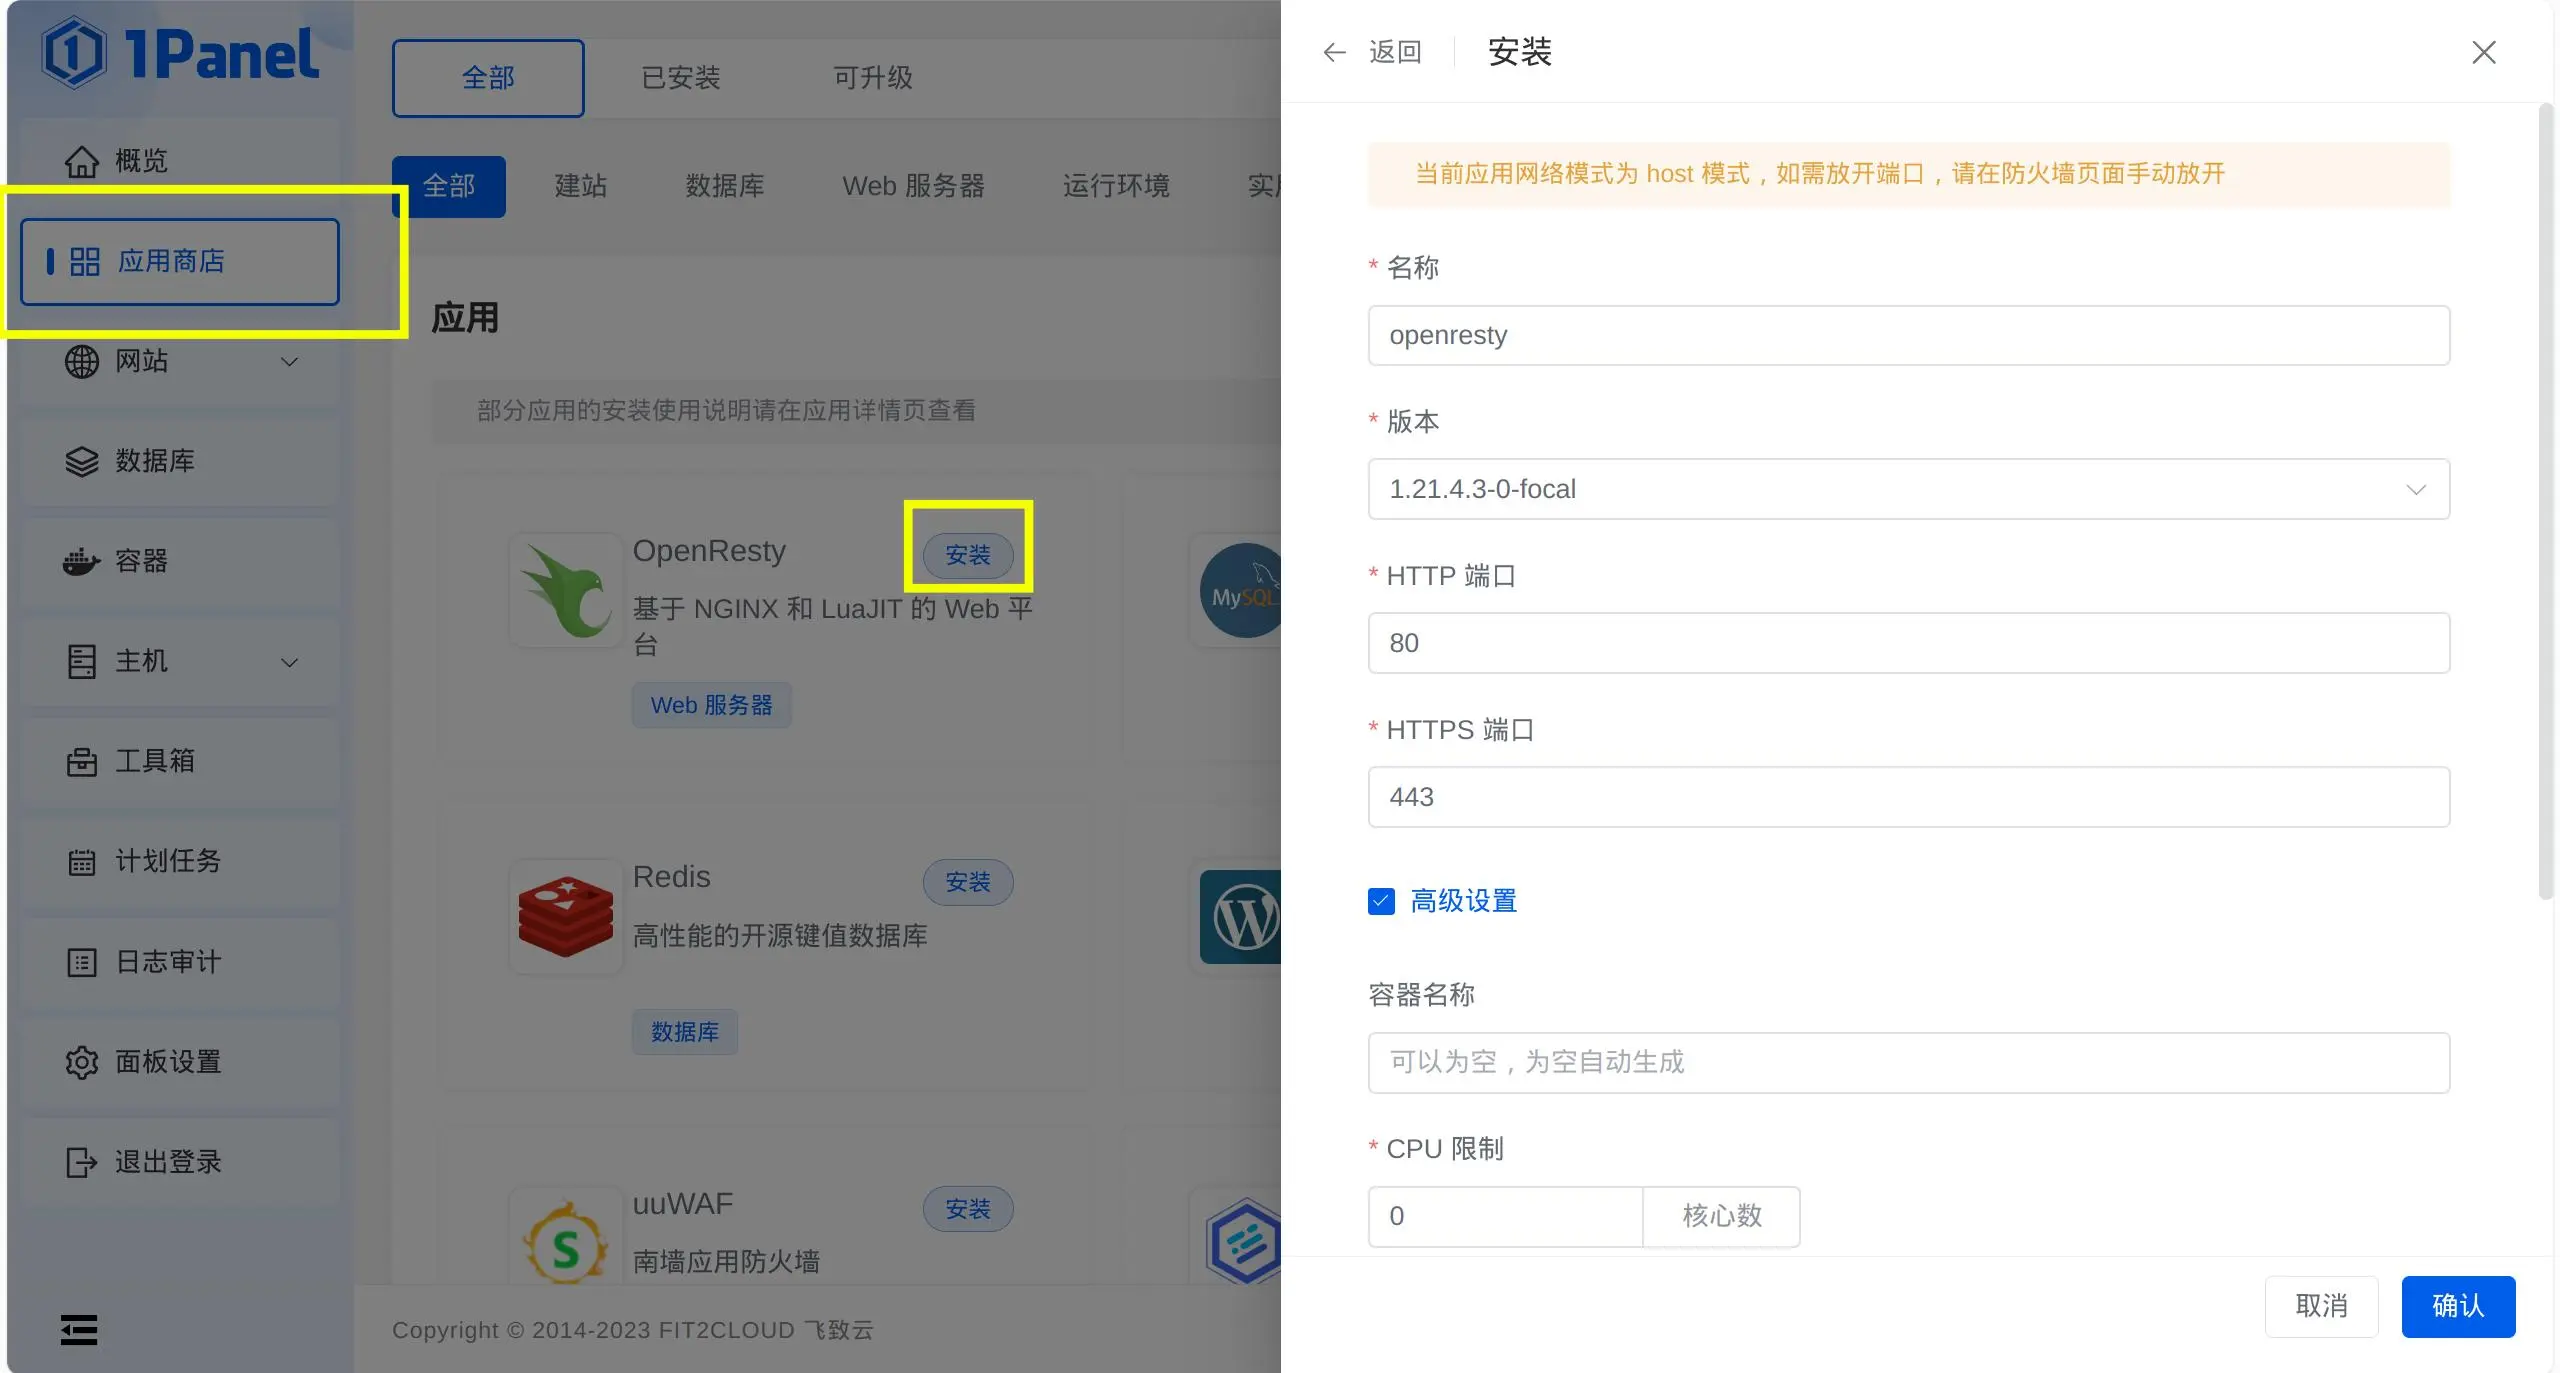 1Panel
概览
应用商店
网站
数据库
容器
主机
工具箱
计划任务
日志审计
面板设置
退出登录
全部
已安装
可升级
全部
建站
数据库
Web 服务器
运行环境
应用
部分应用的安装使用说明请在应用详情页查看
OpenResty
安装
基于 NGINX 和 LuaJIT 的 Web 平
台
Web 服务器
MySQL
Redis
安装
高性能的开源键值数据库
数据库
uuWAF
安装
南墙应用防火墙
Copyright © 2014-2023 FIT2CLOUD 飞致云
返回
安装
当前应用网络模式为 host 模式，如需放开端口，请在防火墙页面手动放开
* 名称
openresty
* 版本
1.21.4.3-0-focal
* HTTP 端口
80
* HTTPS 端口
443
高级设置
容器名称
可以为空，为空自动生成
* CPU 限制
0
核心数
取消
确认